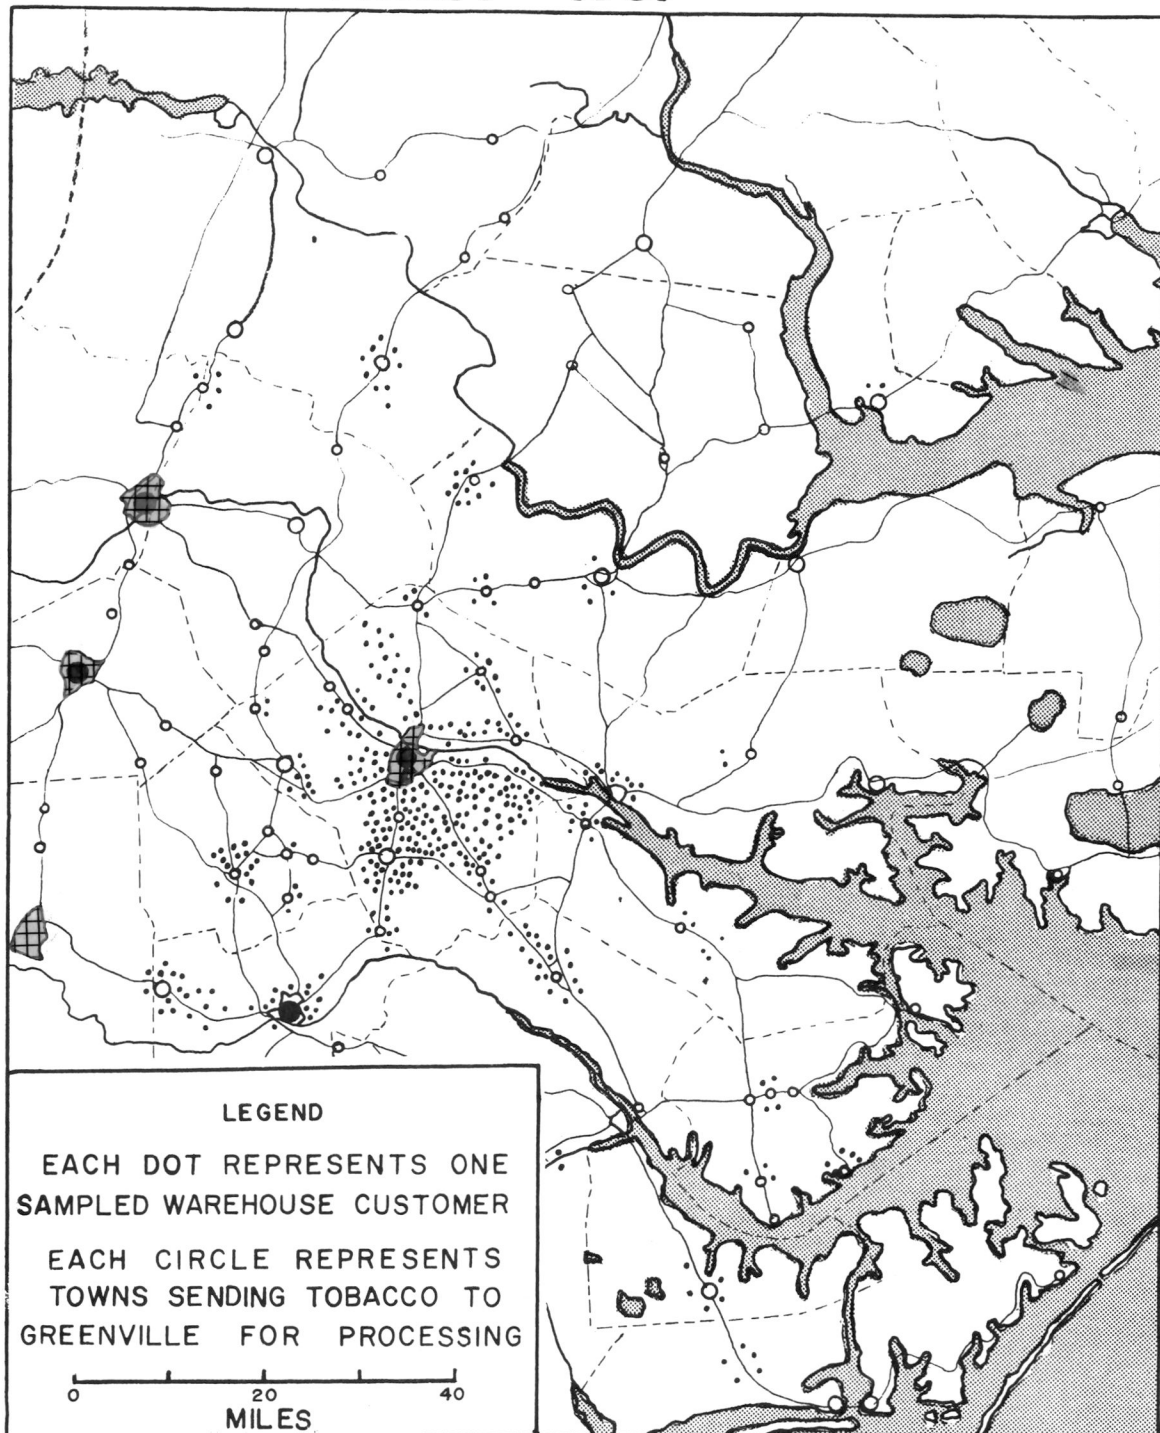 LEGEND
EACH DOT REPRESENTS ONE
SAMPLED WAREHOUSE CUSTOMER
EACH CIRCLE REPRESENTS
TOWNS SENDING TOBACCO TO
GREENVILLE FOR PROCESSING
0 20 40
MILES